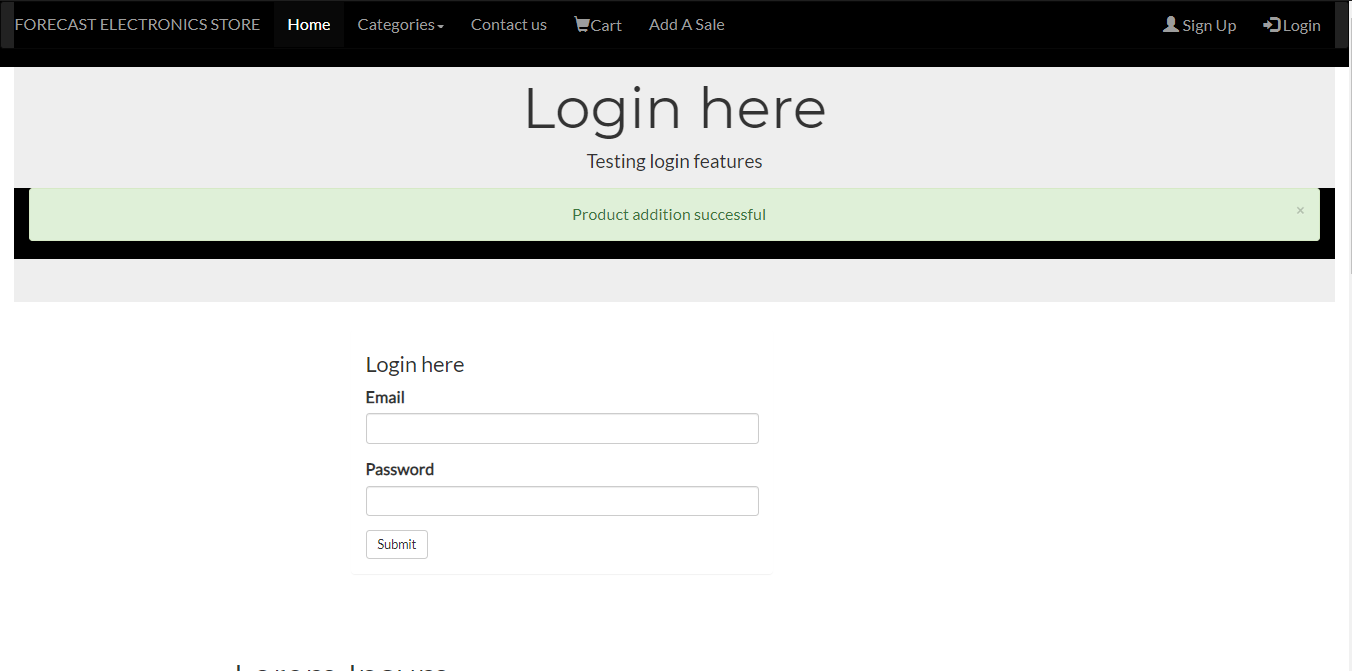 FORECAST ELECTRONICS STORE Home Categories Contact us Cart Add A Sale Sign Up Login
Login here
Testing login features
Product addition successful ×
Login here
Email
Password
Submit